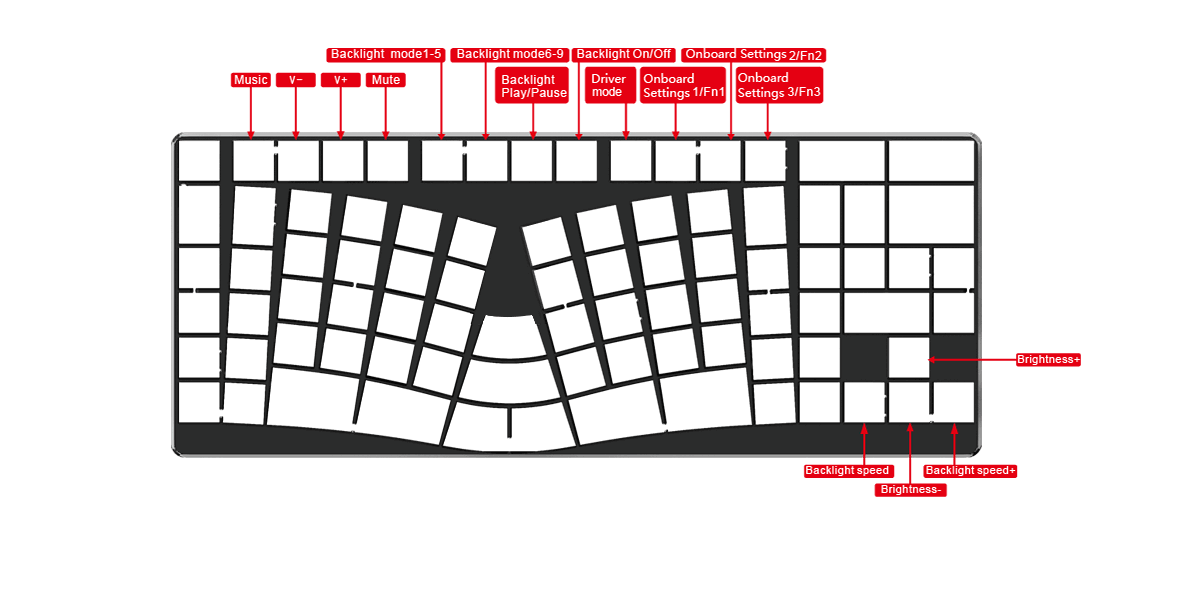 Backlight mode1-5
Backlight mode6-9
Backlight On/Off
Onboard Settings 2/Fn2
Music
V-
V+
Mute
Backlight
Play/Pause
Driver
mode
Onboard
Settings 1/Fn1
Onboard
Settings 3/Fn3
Brightness+
Backlight speed
Backlight speed+
Brightness-